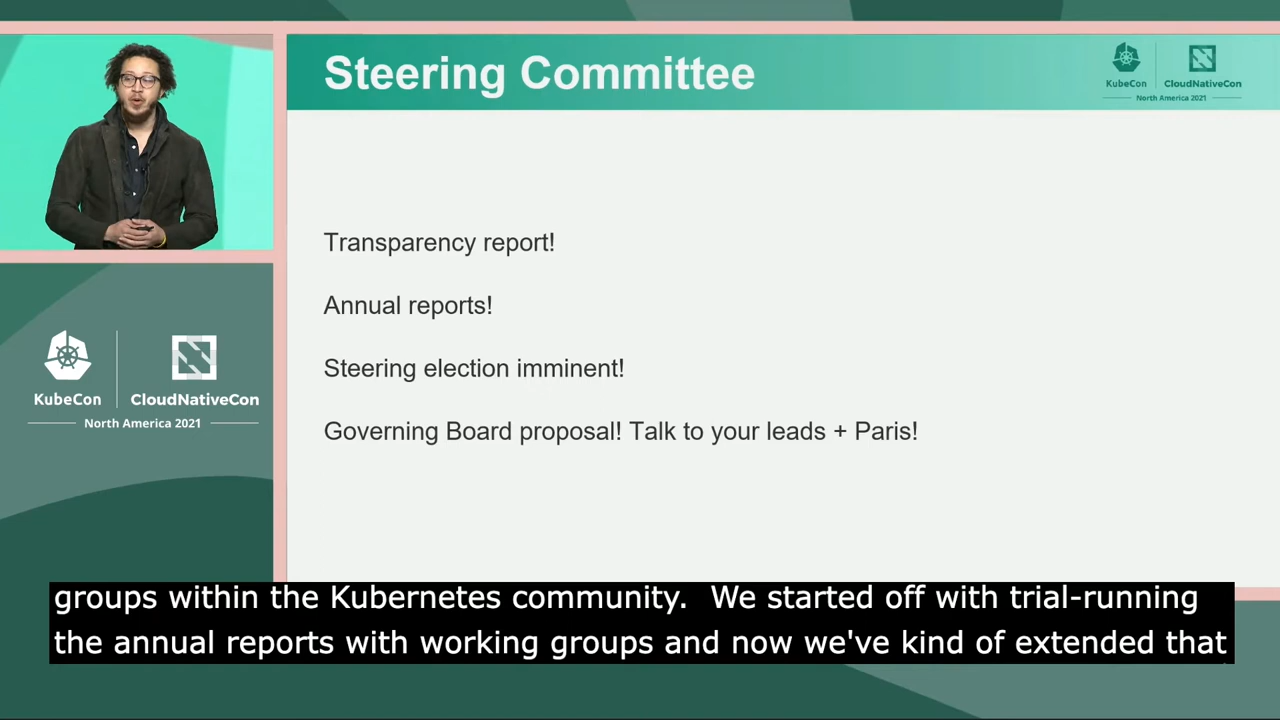 Steering Committee
KubeCon
CloudNativeCon
North America 2021
Transparency report!
Annual reports!
Steering election imminent!
Governing Board proposal! Talk to your leads + Paris!
KubeCon
CloudNativeCon
North America 2021
groups within the Kubernetes community.  We started off with trial-running
the annual reports with working groups and now we've kind of extended that